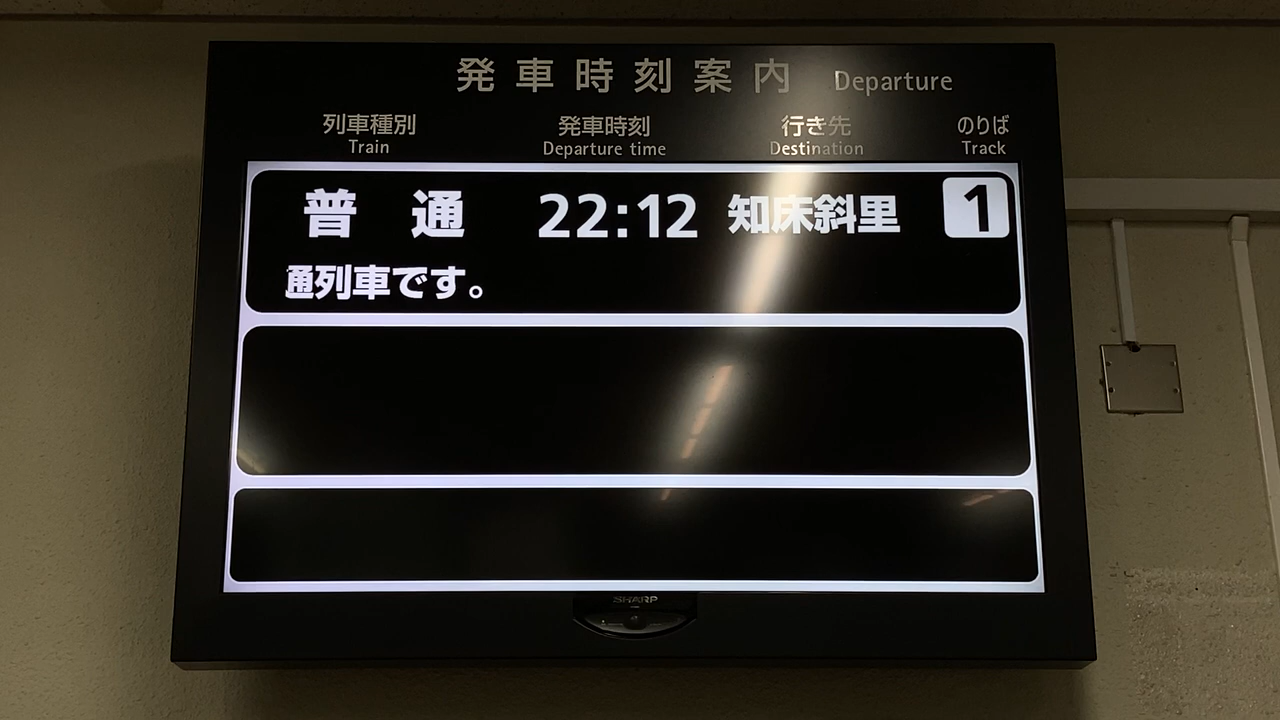 発車時刻案内 Departure
列車種別 発車時刻 行き先 のりば
Train Departure time Destination Track
普通 22:12 知床斜里 1
通列車です。
SHARP